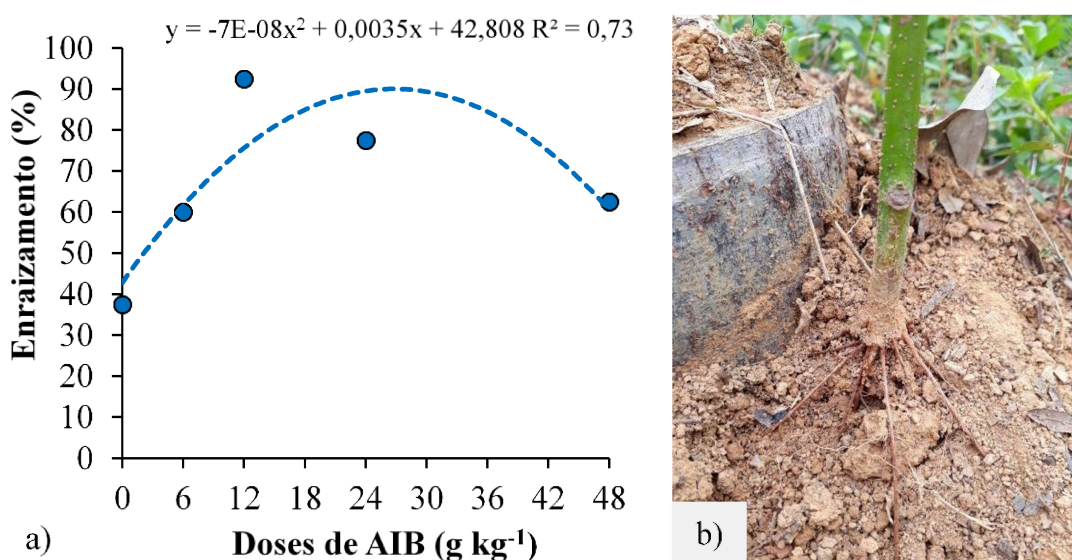 y = -7E-08x² + 0,0035x + 42,808 R² = 0,73
Enraizamento (%)
100
90
80
70
60
50
40
30
20
10
0
0 6 12 18 24 30 36 42 48
Doses de AIB (g kg⁻¹)
a)
b)